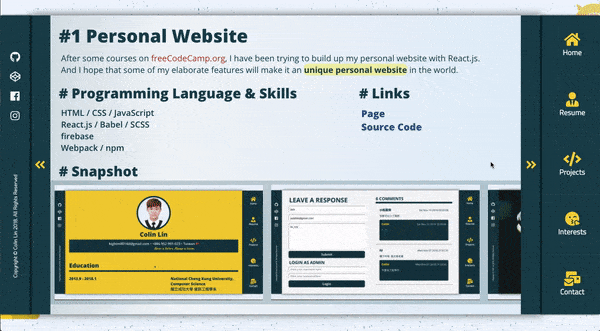 #1 Personal Website
After some courses on freeCodeCamp.org, I have been trying to build up my personal website with React.js.
And I hope that some of my elaborate features will make it an unique personal website in the world.
# Programming Language & Skills
HTML / CSS / JavaScript
React.js / Babel / SCSS
firebase
Webpack / npm
# Links
Page
Source Code
# Snapshot
Colin Lin
Education
2012.9 - 2018.1
National Cheng Kung University,
Computer Science
LEAVE A RESPONSE
Submit
LOGIN AS ADMIN
Login
6 COMMENTS
Home
Resume
Projects
Interests
Contact
Copyright © Colin Lin 2019. All Rights Reserved